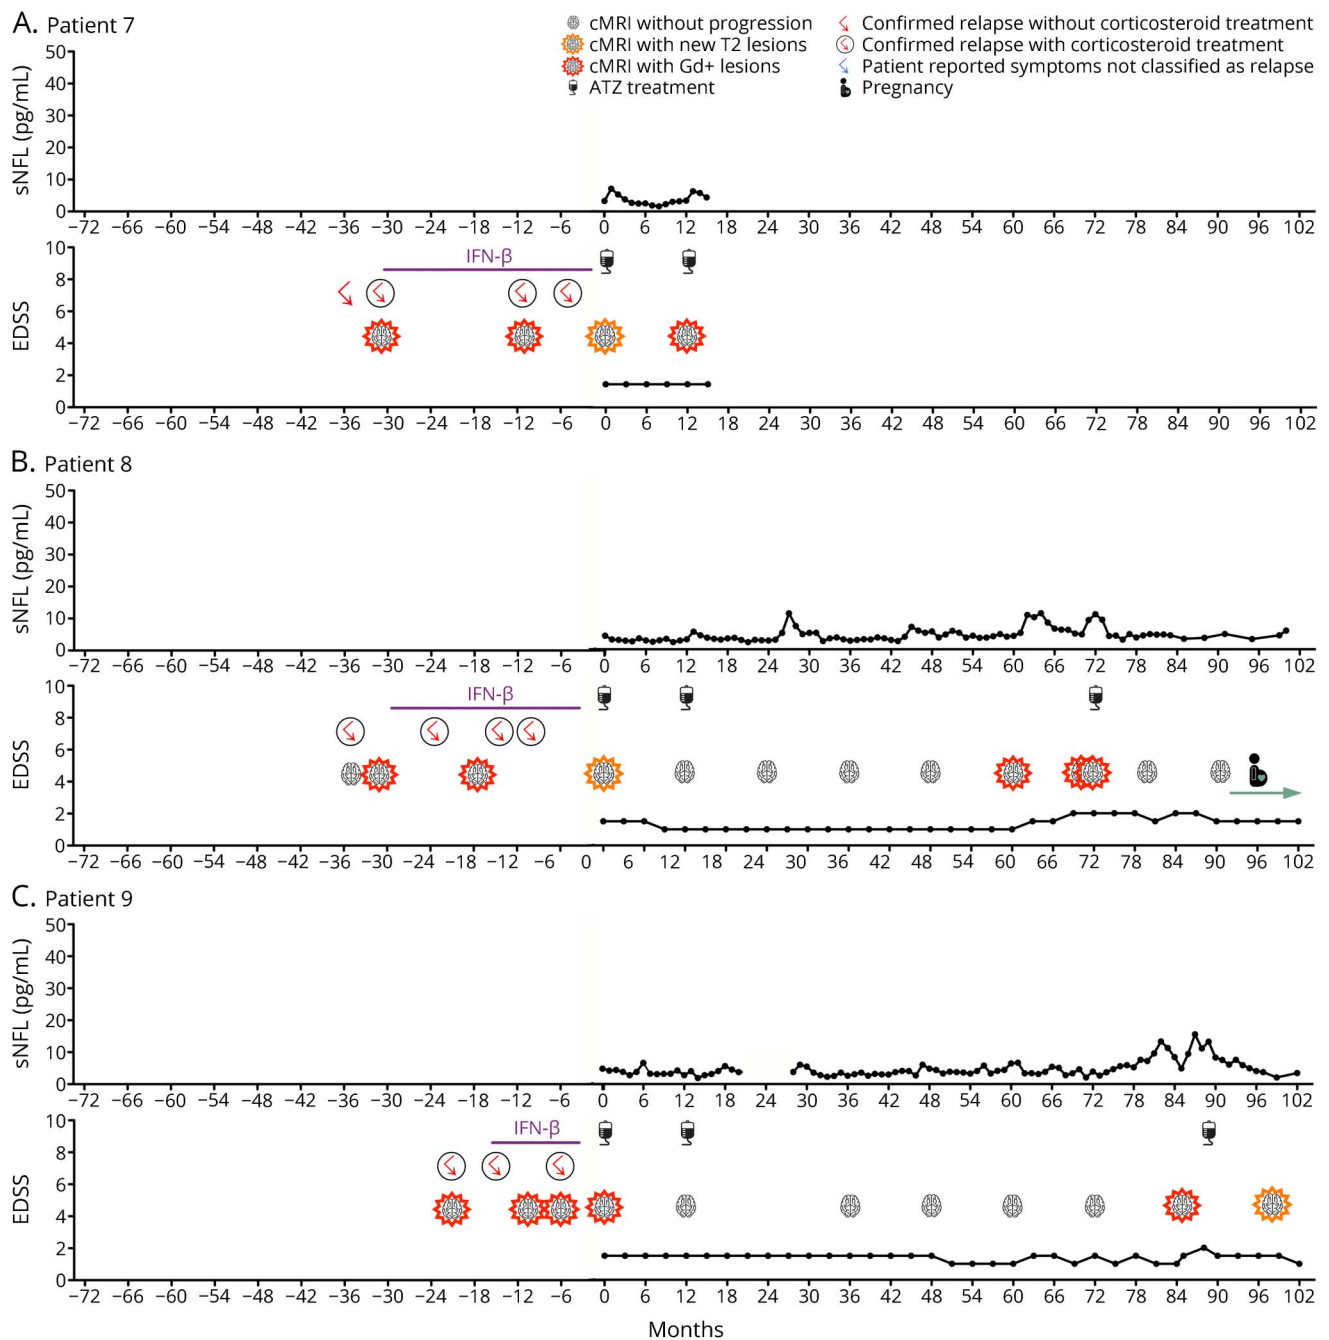 A. Patient 7
cMRI without progression
cMRI with new T2 lesions
cMRI with Gd+ lesions
ATZ treatment
Confirmed relapse without corticosteroid treatment
Confirmed relapse with corticosteroid treatment
Patient reported symptoms not classified as relapse
Pregnancy
sNFL (pg/mL)
50
40
30
20
10
0
−72 −66 −60 −54 −48 −42 −36 −30 −24 −18 −12 −6 0 6 12 18 24 30 36 42 48 54 60 66 72 78 84 90 96 102
EDSS
10
8
6
4
2
0
IFN-β
−72 −66 −60 −54 −48 −42 −36 −30 −24 −18 −12 −6 0 6 12 18 24 30 36 42 48 54 60 66 72 78 84 90 96 102
B. Patient 8
sNFL (pg/mL)
50
40
30
20
10
0
−72 −66 −60 −54 −48 −42 −36 −30 −24 −18 −12 −6 0 6 12 18 24 30 36 42 48 54 60 66 72 78 84 90 96 102
EDSS
10
8
6
4
2
0
IFN-β
−72 −66 −60 −54 −48 −42 −36 −30 −24 −18 −12 −6 0 6 12 18 24 30 36 42 48 54 60 66 72 78 84 90 96 102
C. Patient 9
sNFL (pg/mL)
50
40
30
20
10
0
−72 −66 −60 −54 −48 −42 −36 −30 −24 −18 −12 −6 0 6 12 18 24 30 36 42 48 54 60 66 72 78 84 90 96 102
EDSS
10
8
6
4
2
0
IFN-β
−72 −66 −60 −54 −48 −42 −36 −30 −24 −18 −12 −6 0 6 12 18 24 30 36 42 48 54 60 66 72 78 84 90 96 102
Months